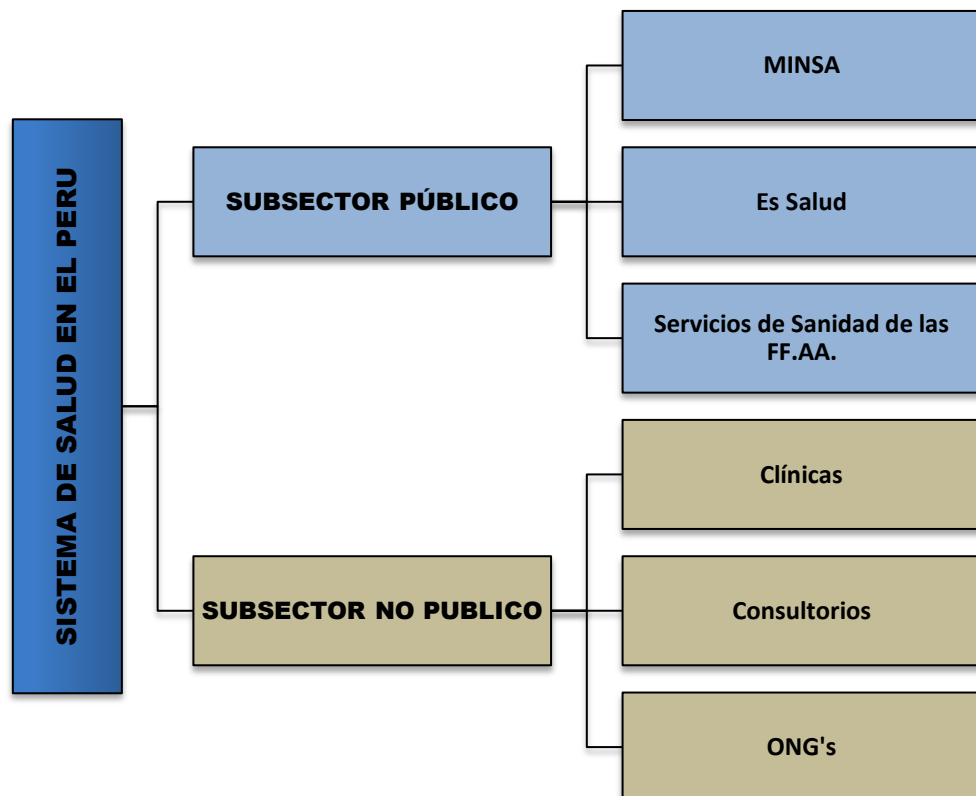 SISTEMA DE SALUD EN EL PERU
SUBSECTOR PÚBLICO
MINSA
Es Salud
Servicios de Sanidad de las
FF.AA.
SUBSECTOR NO PUBLICO
Clínicas
Consultorios
ONG's